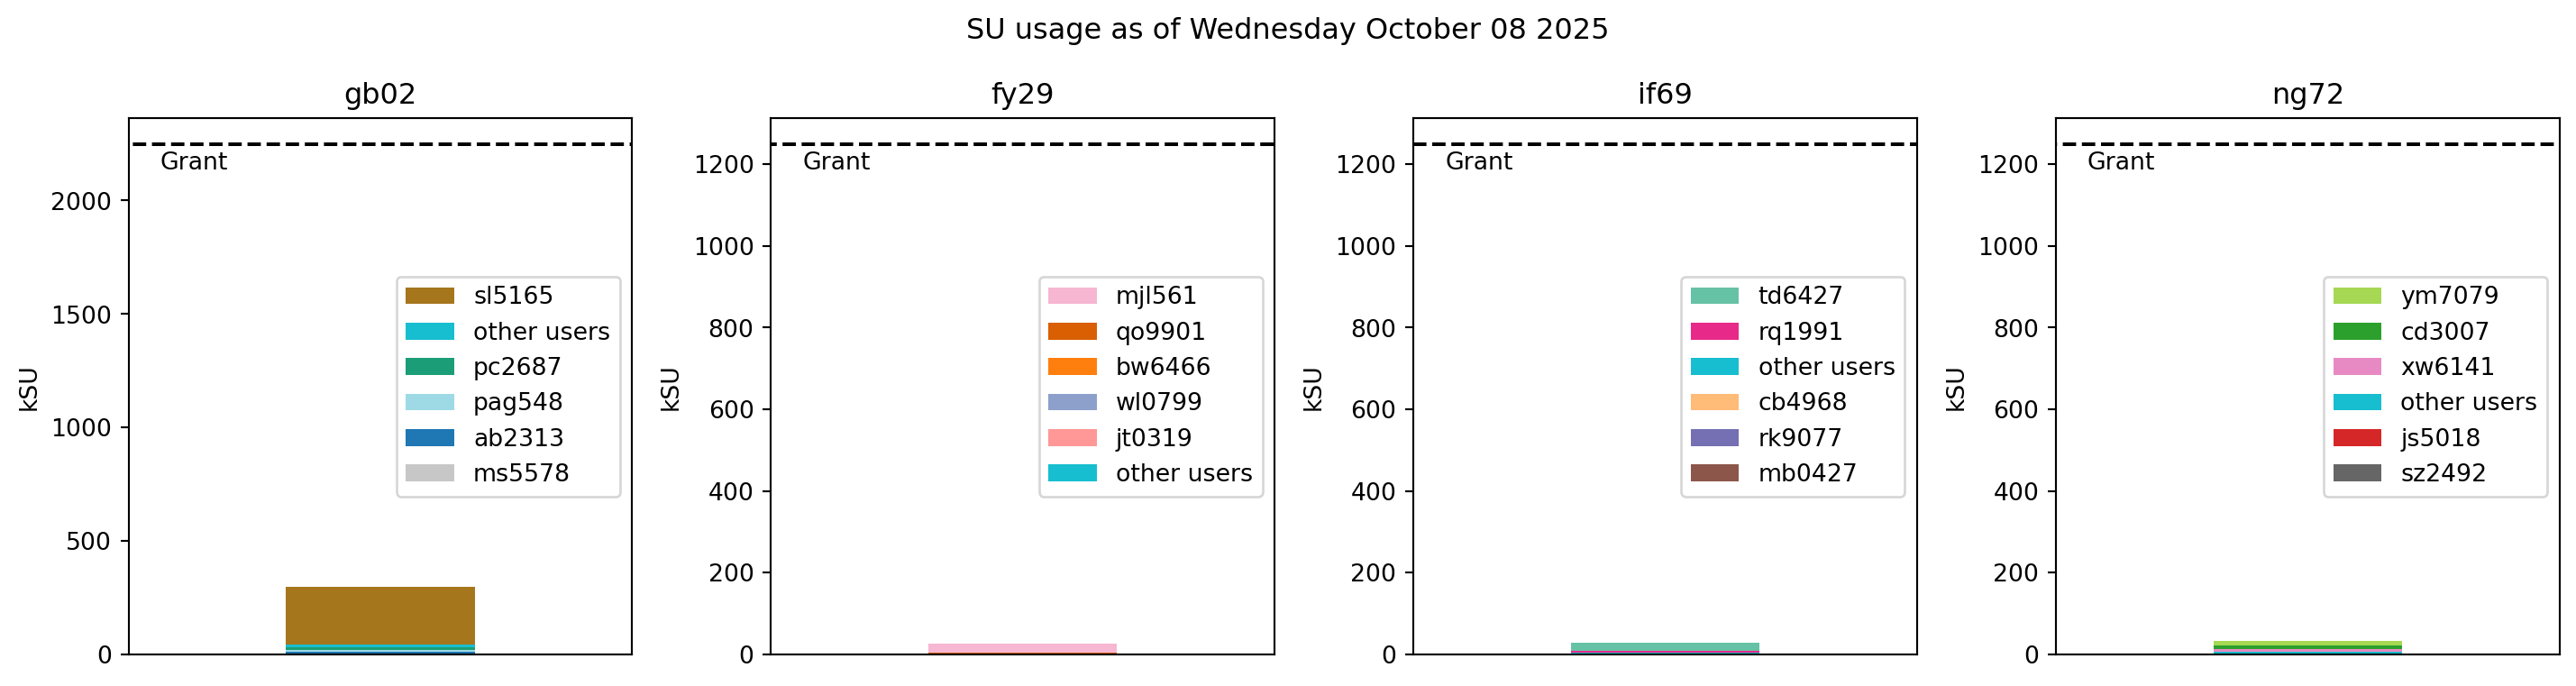 SU usage as of Wednesday October 08 2025
gb02
kSU
2000
1500
1000
500
0
Grant
sl5165
other users
pc2687
pag548
ab2313
ms5578
fy29
kSU
1200
1000
800
600
400
200
0
Grant
mjl561
qo9901
bw6466
wl0799
jt0319
other users
if69
kSU
1200
1000
800
600
400
200
0
Grant
td6427
rq1991
other users
cb4968
rk9077
mb0427
ng72
kSU
1200
1000
800
600
400
200
0
Grant
ym7079
cd3007
xw6141
other users
js5018
sz2492